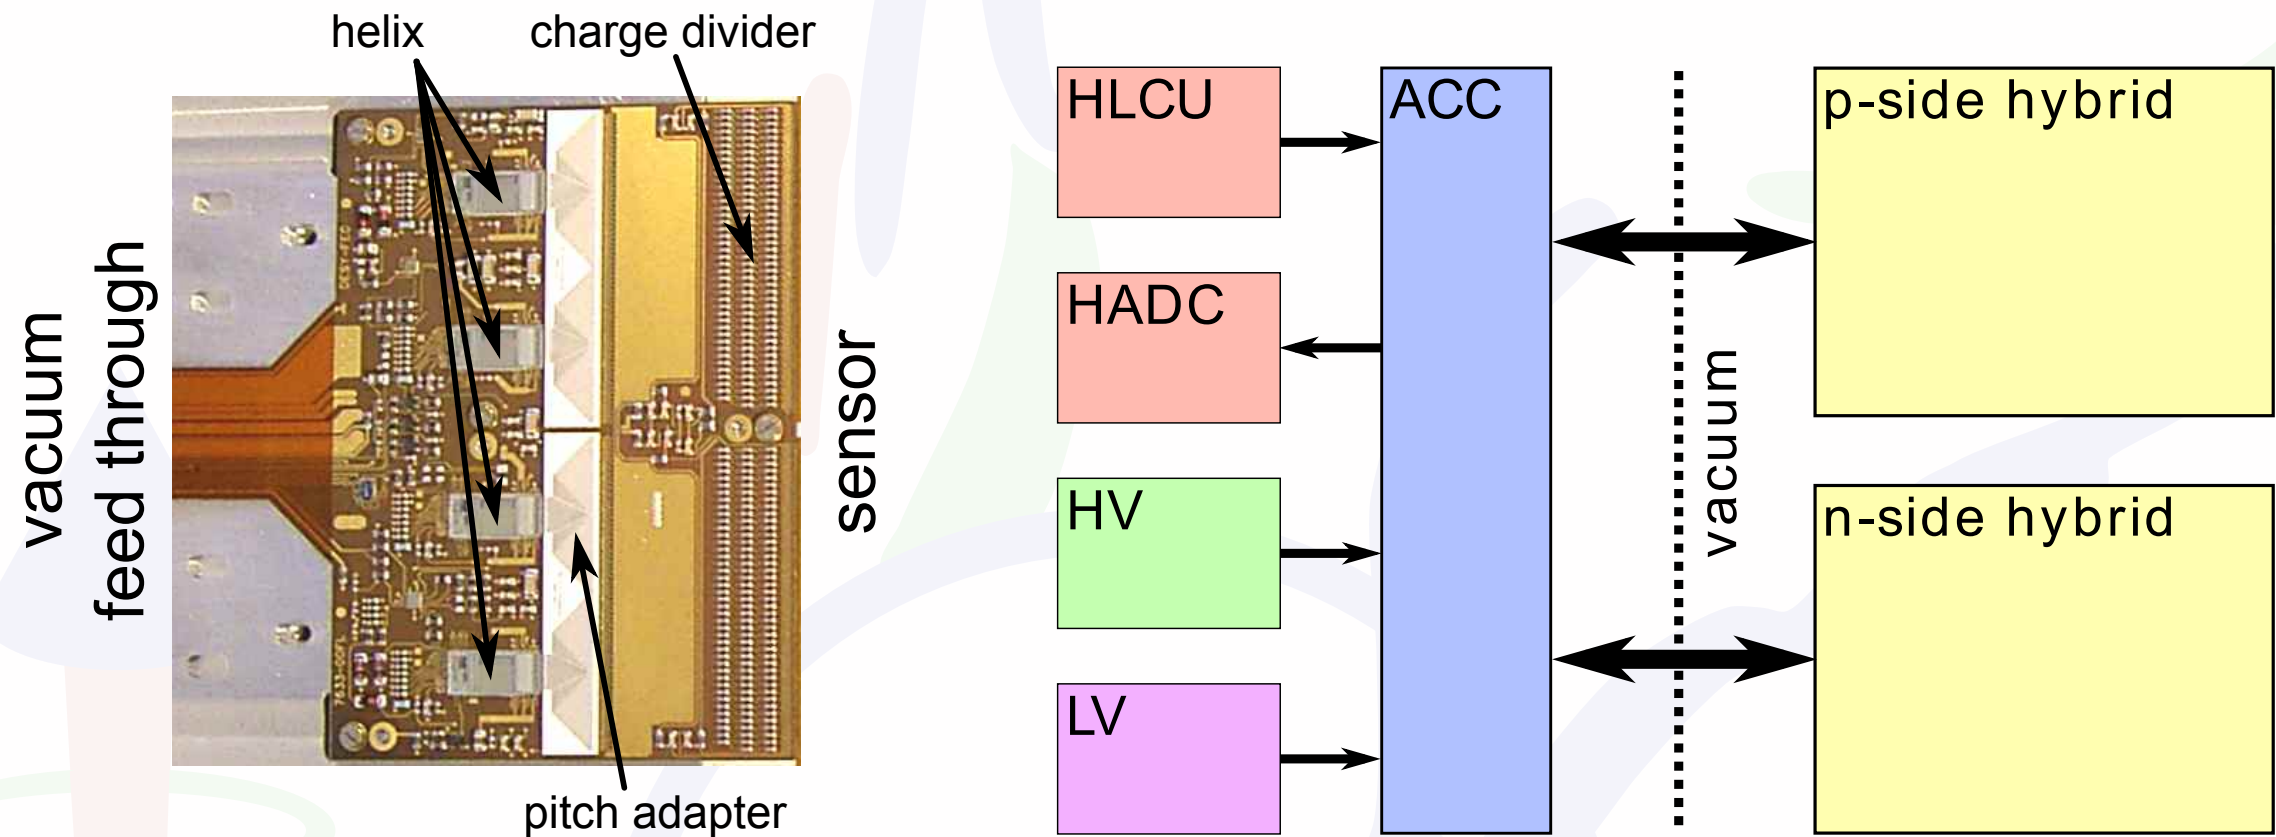 helix
charge divider
vacuum
feed through
sensor
pitch adapter
HLCU
HADC
HV
LV
ACC
vacuum
p-side hybrid
n-side hybrid